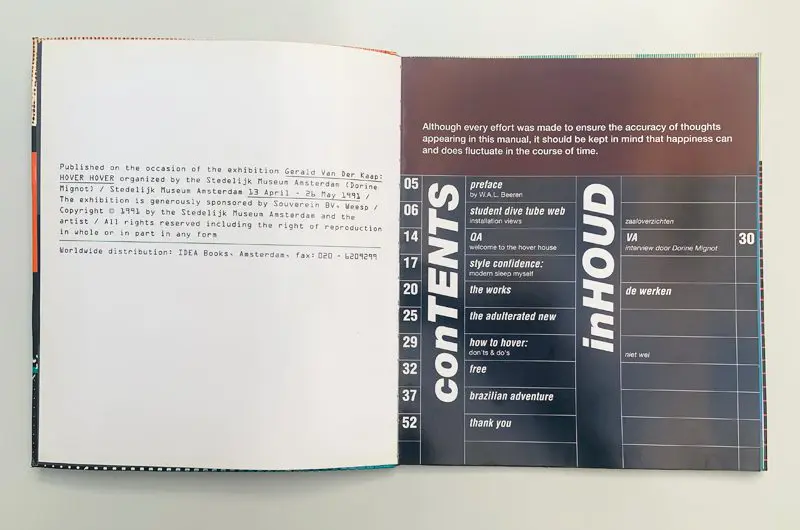 Published on the occasion of the exhibition Gerald Van Der Kaap:
HOVER HOVER organized by the Stedelijk Museum Amsterdam (Dorine
Mignot) / Stedelijk Museum Amsterdam 13 April - 26 May 1991 /
The exhibition is generously sponsored by Souverein BV, Weesp /
Copyright © 1991 by the Stedelijk Museum Amsterdam and the
artist / All rights reserved including the right of reproduction
in whole or in part in any form
Worldwide distribution: IDEA Books, Amsterdam, fax: 020 - 6209299
Although every effort was made to ensure the accuracy of thoughts
appearing in this manual, it should be kept in mind that happiness can
and does fluctuate in the course of time.
conTENTS
05 preface
by W.A.L. Beeren
06 student dive tube web
installation views
14 QA
welcome to the hover house
17 style confidence:
modern sleep myself
20 the works
25 the adulterated new
29 how to hover:
don'ts & do's
32 free
37 brazilian adventure
52 thank you
inHOUD
zaaloverzichten
VA 30
interview door Dorine Mignot
de werken
niet wel